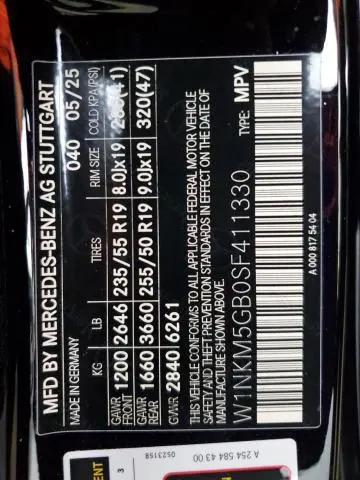 MFD BY MERCEDES-BENZ AG STUTTGART
MADE IN GERMANY 040 05/25
KG LB TIRES RIM SIZE COLD KPA(PSI)
GAWR FRONT 1200 2646 235/55 R19 8.0Jx19
GAWR REAR 1660 3660 255/50 R19 9.0Jx19 320(47)
GVWR 2840 6261
THIS VEHICLE CONFORMS TO ALL APPLICABLE FEDERAL MOTOR VEHICLE
SAFETY AND THEFT PREVENTION STANDARDS IN EFFECT ON THE DATE OF
MANUFACTURE SHOWN ABOVE.
W1NKM5GB0SF411330 TYPE: MPV
A 000 817 54 04
A 254 584 43 00
0523158
3